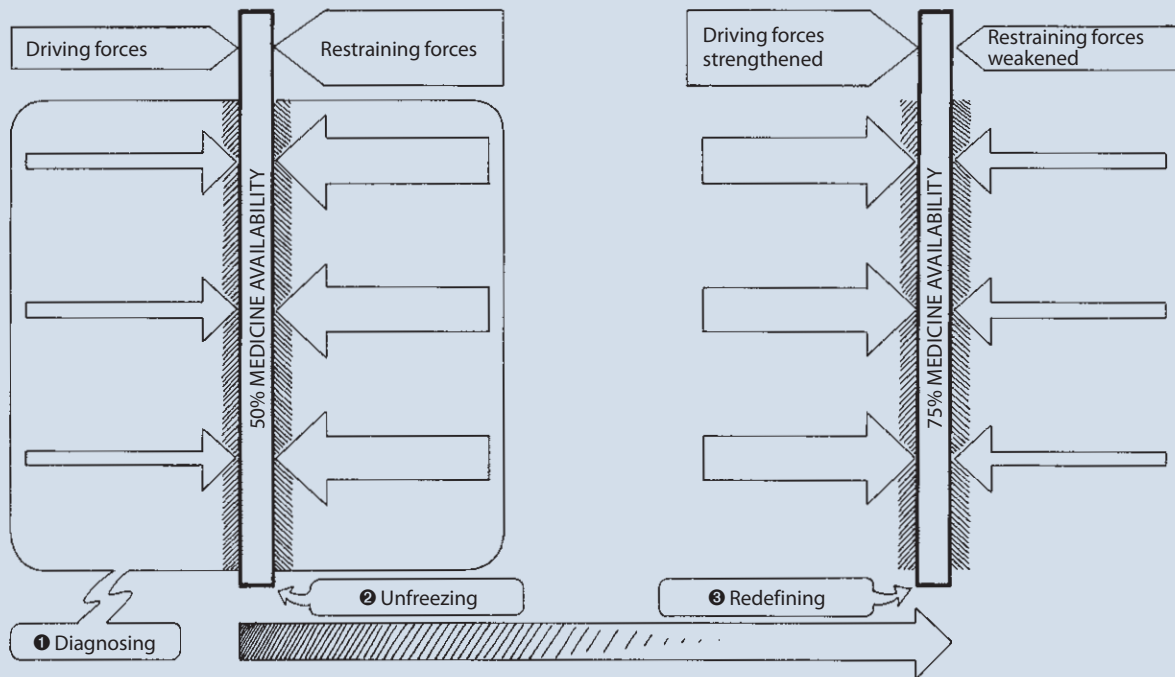 Driving forces
Restraining forces
Driving forces
strengthened
Restraining forces
weakened
50% MEDICINE AVAILABILITY
75% MEDICINE AVAILABILITY
❷ Unfreezing
❸ Redefining
❶ Diagnosing